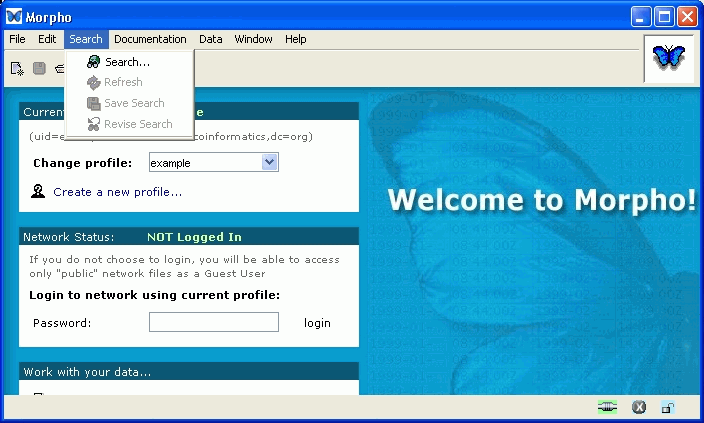 Morpho
File Edit Search Documentation Data Window Help
Search...
Refresh
Save Search
Revise Search
Current
(uid=e coinformatics,dc=org)
Change profile: example
Create a new profile...
Welcome to Morpho!
Network Status: NOT Logged In
If you do not choose to login, you will be able to access
only "public" network files as a Guest User
Login to network using current profile:
Password: login
Work with your data...